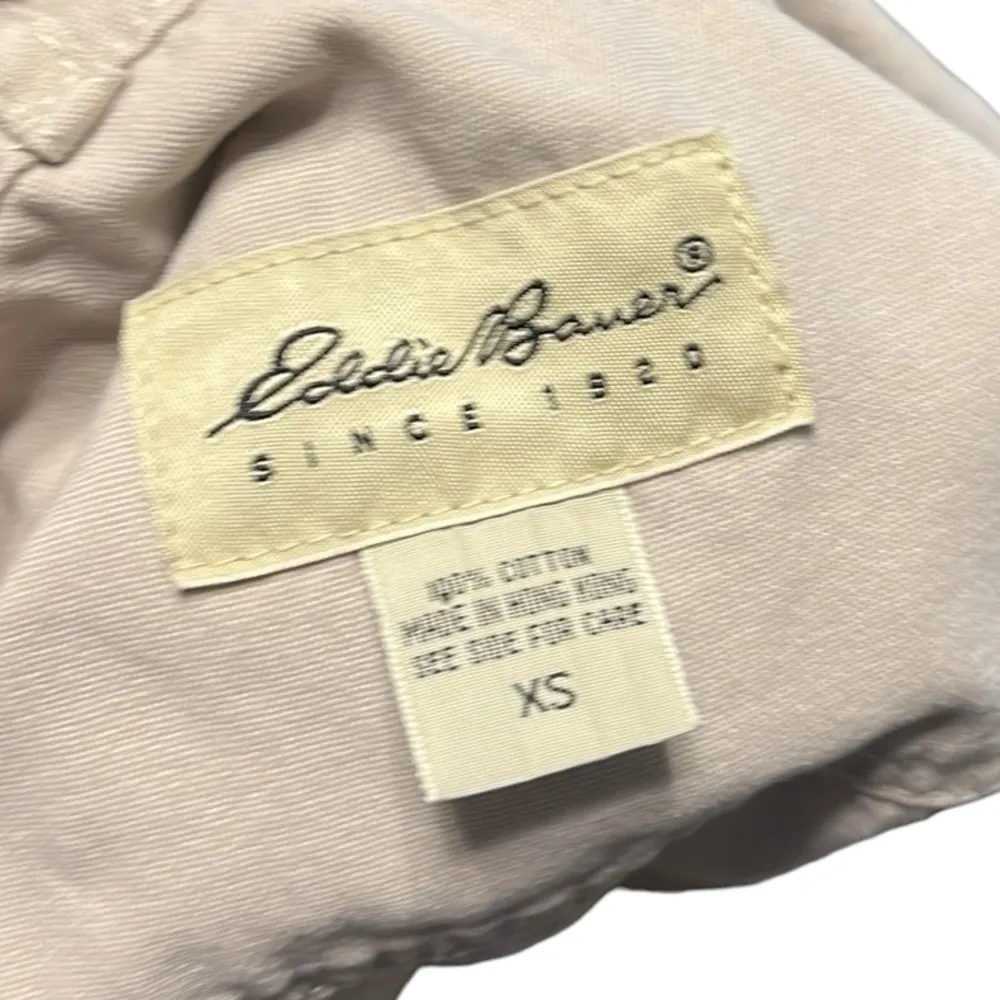 Eddie Bauer®
SINCE 1920
100% COTTON
MADE IN HONG KONG
SEE SIDE FOR CARE
XS